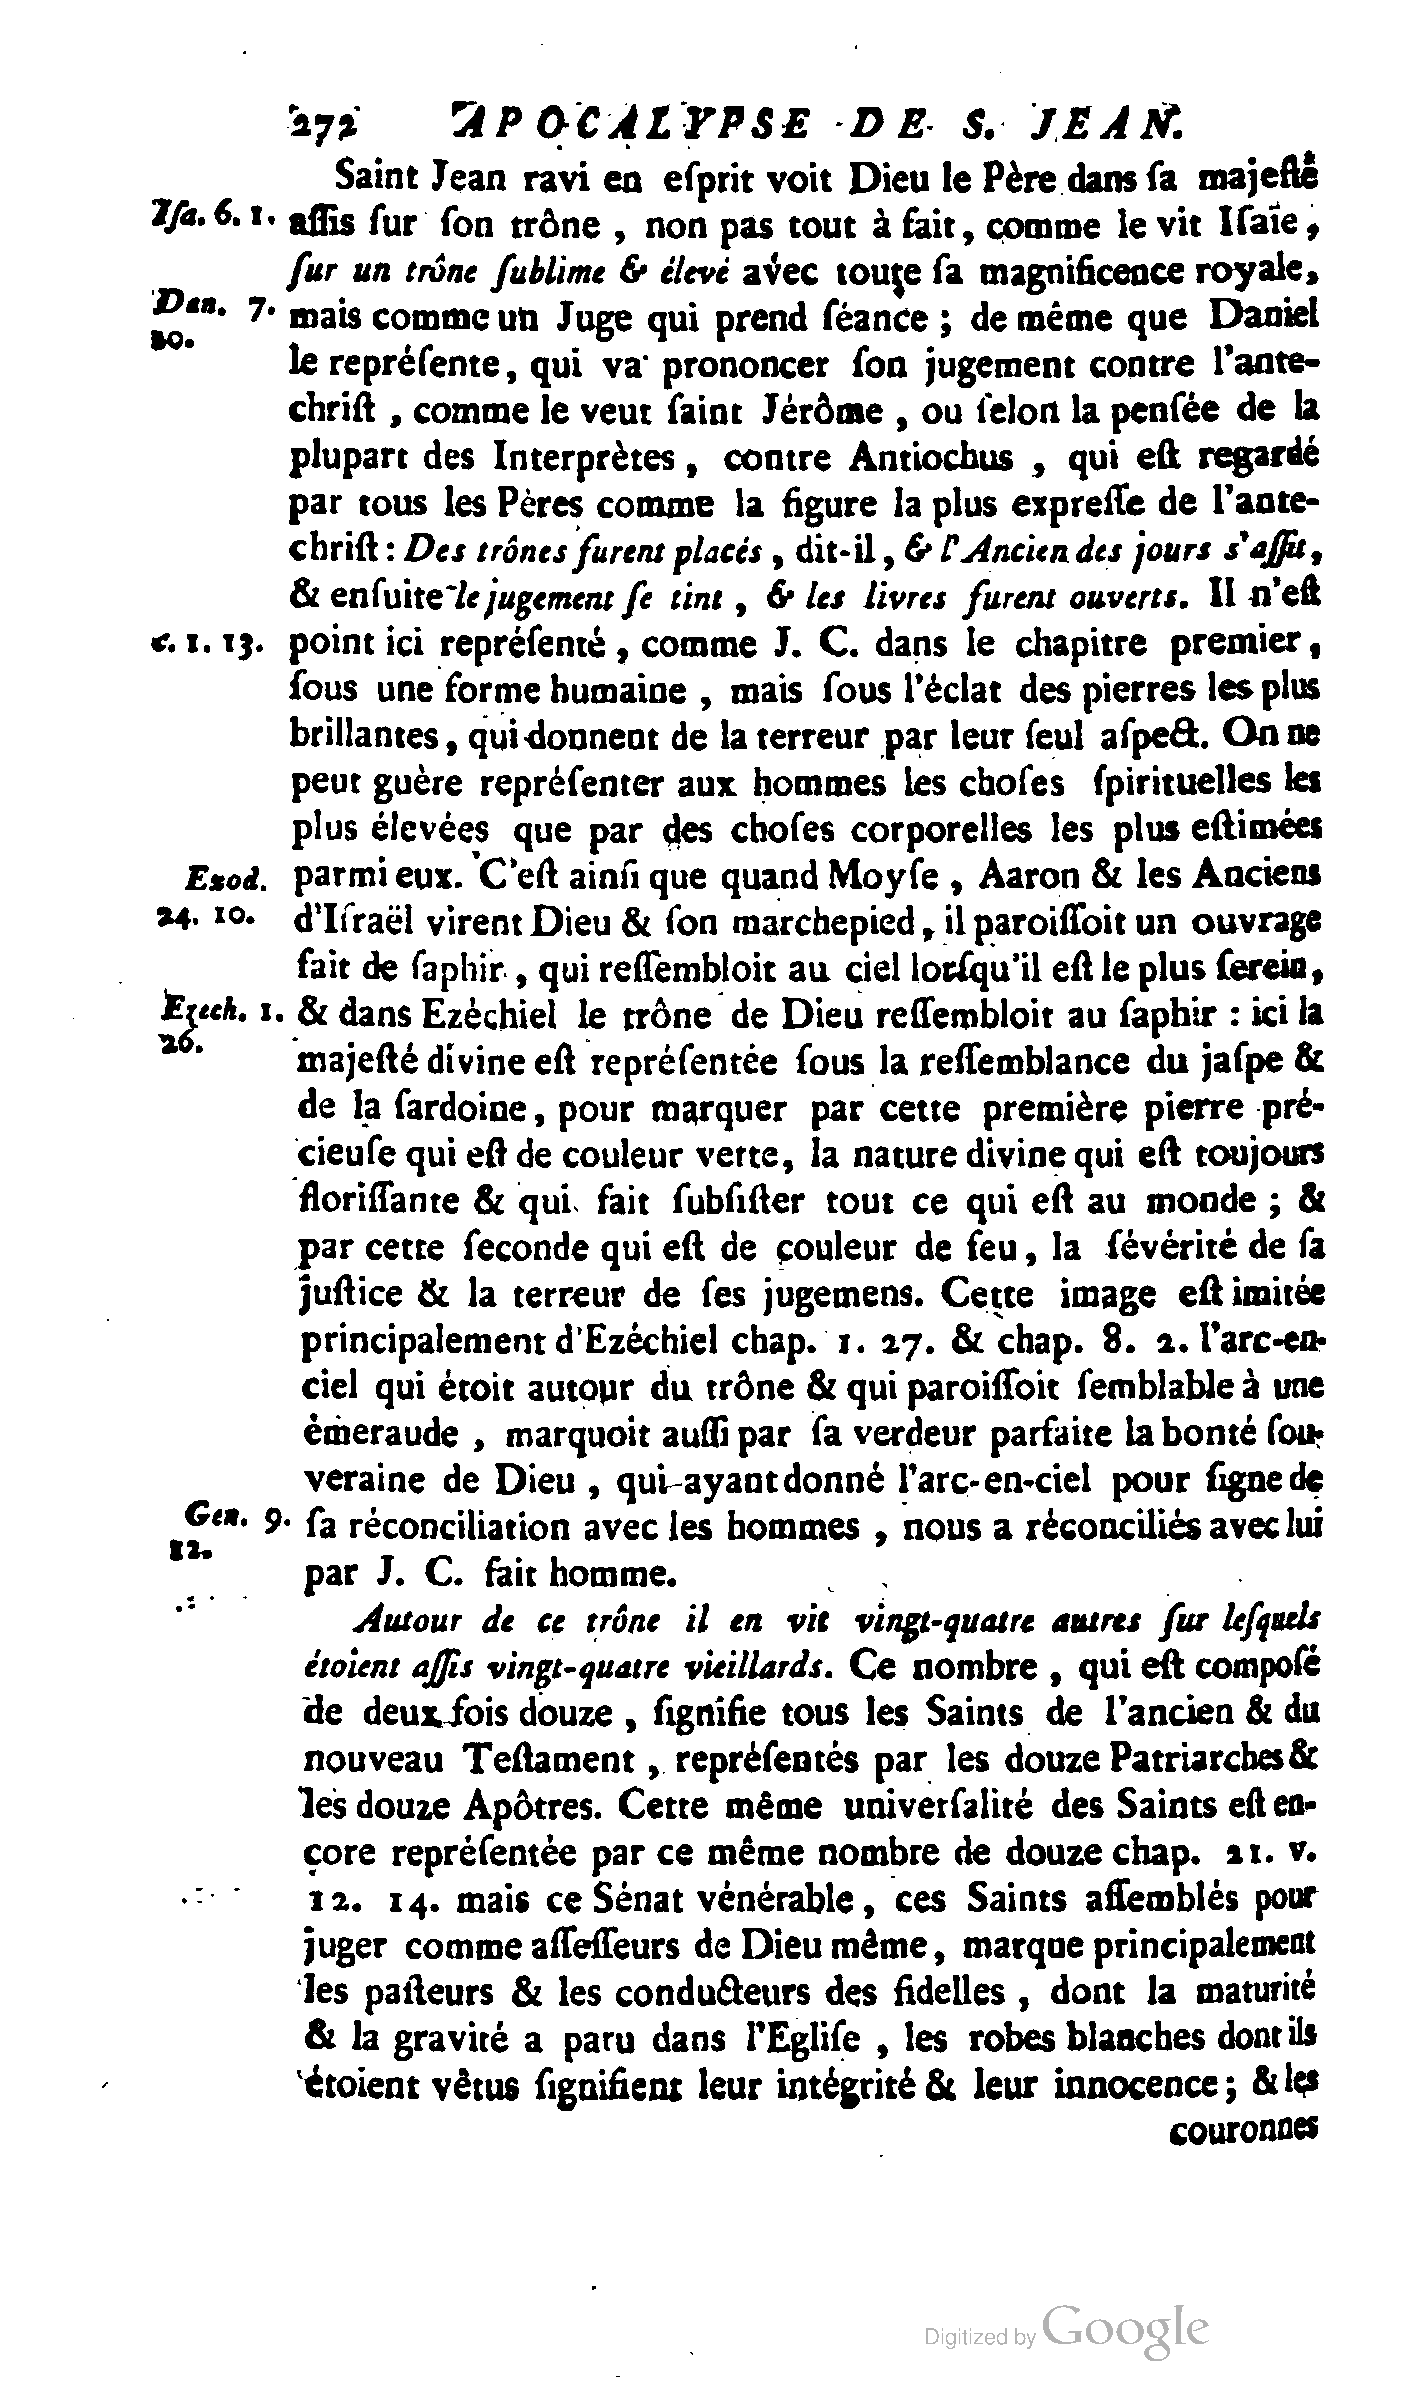 272 APOCALYPSE DE S. JEAN.
Saint Jean ravi en eſprit voit Dieu le Père dans ſa majeſté
Iſa. 6. 1. aſſis ſur ſon trône , non pas tout à fait, comme le vit Iſaïe ,
ſur un trône ſublime & élevé avec toute ſa magnificence royale,
Dan. 7. mais comme un Juge qui prend ſéance ; de même que Daniel
10.
le repréſente, qui va prononcer ſon jugement contre l'ante-
chriſt , comme le veut ſaint Jérôme , ou ſelon la penſée de la
plupart des Interprètes , contre Antiochus , qui eſt regardé
par tous les Pères comme la figure la plus expreſſe de l'ante-
chriſt : Des trônes furent placés , dit-il , & l'Ancien des jours s'aſſit,
& enſuite le jugement ſe tint , & les livres furent ouverts. Il n'eſt
c. 1. 13. point ici repréſenté , comme J. C. dans le chapitre premier ,
ſous une forme humaine , mais ſous l'éclat des pierres les plus
brillantes , qui donnent de la terreur par leur ſeul aſpect. On ne
peut guère repréſenter aux hommes les choſes ſpirituelles les
plus élevées que par des choſes corporelles les plus eſtimées
Exod. parmi eux. C'eſt ainſi que quand Moyſe , Aaron & les Anciens
24. 10. d'Iſraël virent Dieu & ſon marchepied, il paroiſſoit un ouvrage
fait de ſaphir , qui reſſembloit au ciel lorſqu'il eſt le plus ſerein,
Ezech. 1. & dans Ezéchiel le trône de Dieu reſſembloit au ſaphir : ici la
26.
majeſté divine eſt repréſentée ſous la reſſemblance du jaſpe &
de la ſardoine, pour marquer par cette première pierre pré-
cieuſe qui eſt de couleur verte, la nature divine qui eſt toujours
floriſſante & qui fait ſubſiſter tout ce qui eſt au monde ; &
par cette ſeconde qui eſt de couleur de feu, la ſévérité de ſa
juſtice & la terreur de ſes jugemens. Cette image eſt imitée
principalement d'Ezéchiel chap. 1. 27. & chap. 8. 2. l'arc-en-
ciel qui étoit autour du trône & qui paroiſſoit ſemblable à une
émeraude , marquoit auſſi par ſa verdeur parfaite la bonté ſou-
veraine de Dieu , qui ayant donné l'arc-en-ciel pour ſigne de
Gen. 9. ſa réconciliation avec les hommes , nous a réconciliés avec lui
12.
par J. C. fait homme.
Autour de ce trône il en vit vingt-quatre autres ſur leſquels
étoient aſſis vingt-quatre vieillards. Ce nombre , qui eſt compoſé
de deux fois douze , ſignifie tous les Saints de l'ancien & du
nouveau Teſtament , repréſentés par les douze Patriarches &
les douze Apôtres. Cette même univerſalité des Saints eſt en-
core repréſentée par ce même nombre de douze chap. 21. v.
12. 14. mais ce Sénat vénérable, ces Saints aſſemblés pour
juger comme aſſeſſeurs de Dieu même, marque principalement
les paſteurs & les conducteurs des fidelles , dont la maturité
& la gravité a paru dans l'Egliſe , les robes blanches dont ils
étoient vêtus ſignifient leur intégrité & leur innocence ; & les
couronnes
Digitized by Google